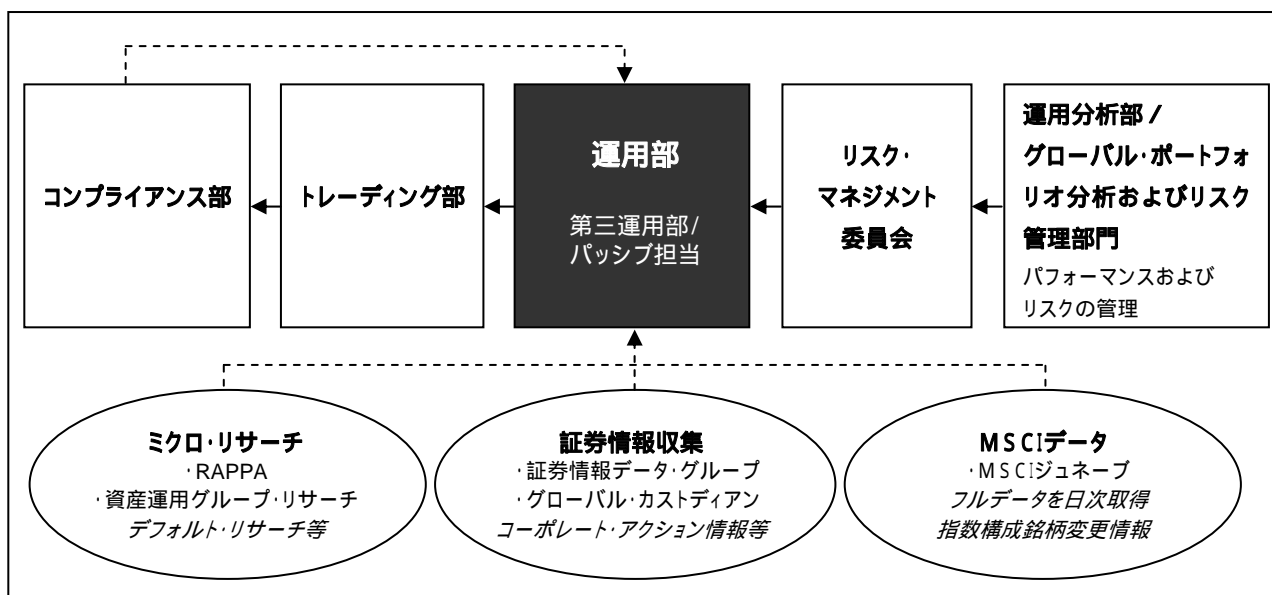 コンプライアンス部
トレーディング部
運用部
第三運用部/
パッシブ担当
リスク・
マネジメント
委員会
運用分析部/
グローバル・ポートフォ
リオ分析およびリスク
管理部門
パフォーマンスおよび
リスクの管理
ミクロ・リサーチ
・RAPPA
・資産運用グループ・リサーチ
デフォルト・リサーチ等
証券情報収集
・証券情報データ・グループ
・グローバル・カストディアン
コーポレート・アクション情報等
MSCIデータ
・MSCIジュネーブ
フルデータを日次取得
指数構成銘柄変更情報